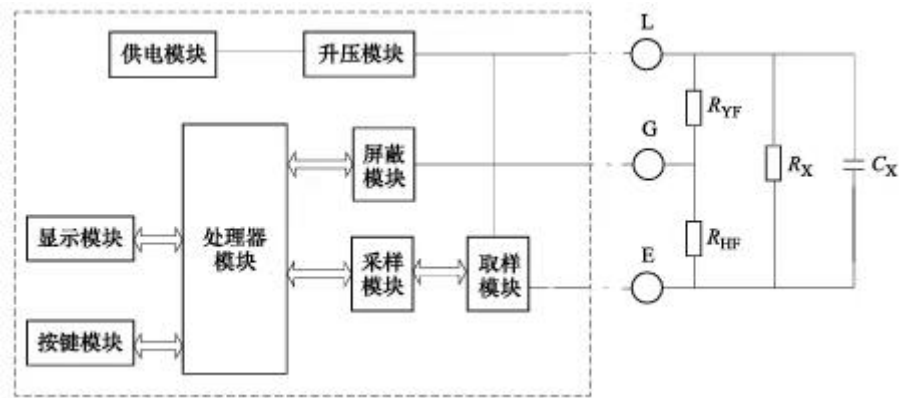 供电模块
升压模块
L
R_YF
G
屏蔽
模块
R_X
C_X
显示模块
处理器
模块
R_HF
采样
模块
取样
模块
E
按键模块